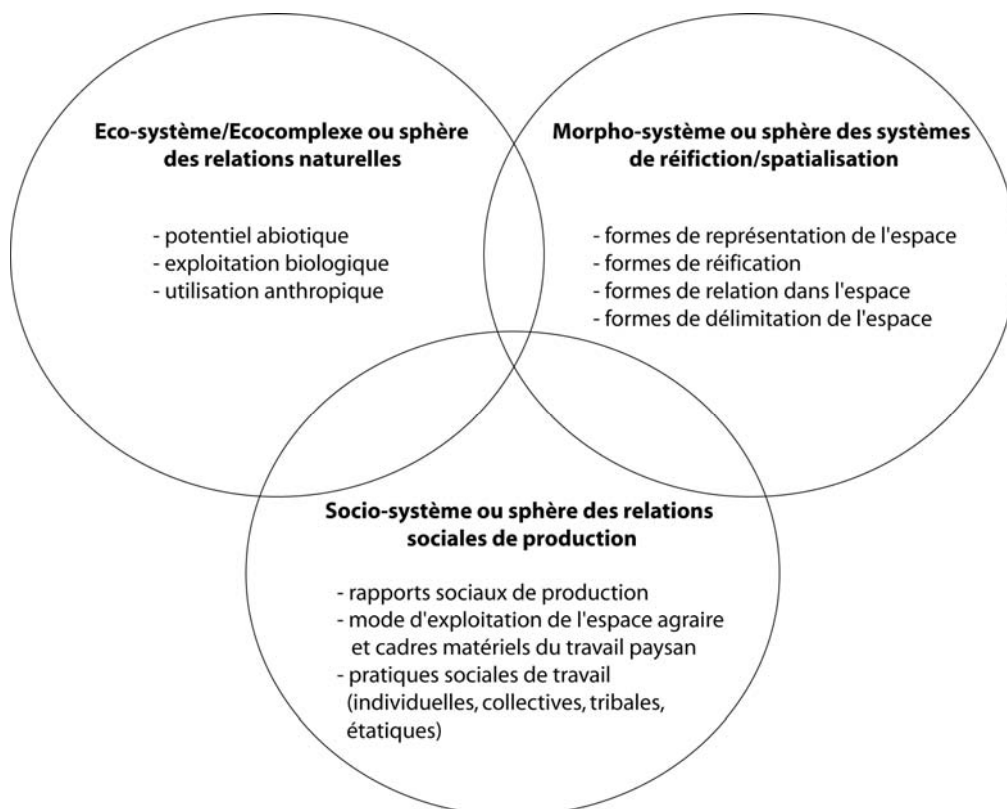 Eco-système/Ecocomplexe ou sphère
des relations naturelles
- potentiel abiotique
- exploitation biologique
- utilisation anthropique
Morpho-système ou sphère des systèmes
de réifiction/spatialisation
- formes de représentation de l'espace
- formes de réification
- formes de relation dans l'espace
- formes de délimitation de l'espace
Socio-système ou sphère des relations
sociales de production
- rapports sociaux de production
- mode d'exploitation de l'espace agraire
et cadres matériels du travail paysan
- pratiques sociales de travail
(individuelles, collectives, tribales,
étatiques)